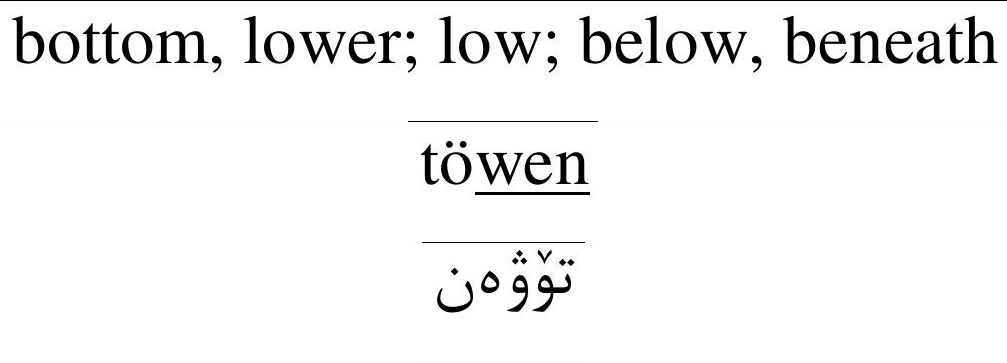 bottom, lower; low; below, beneath
töwen
تۆۋەن